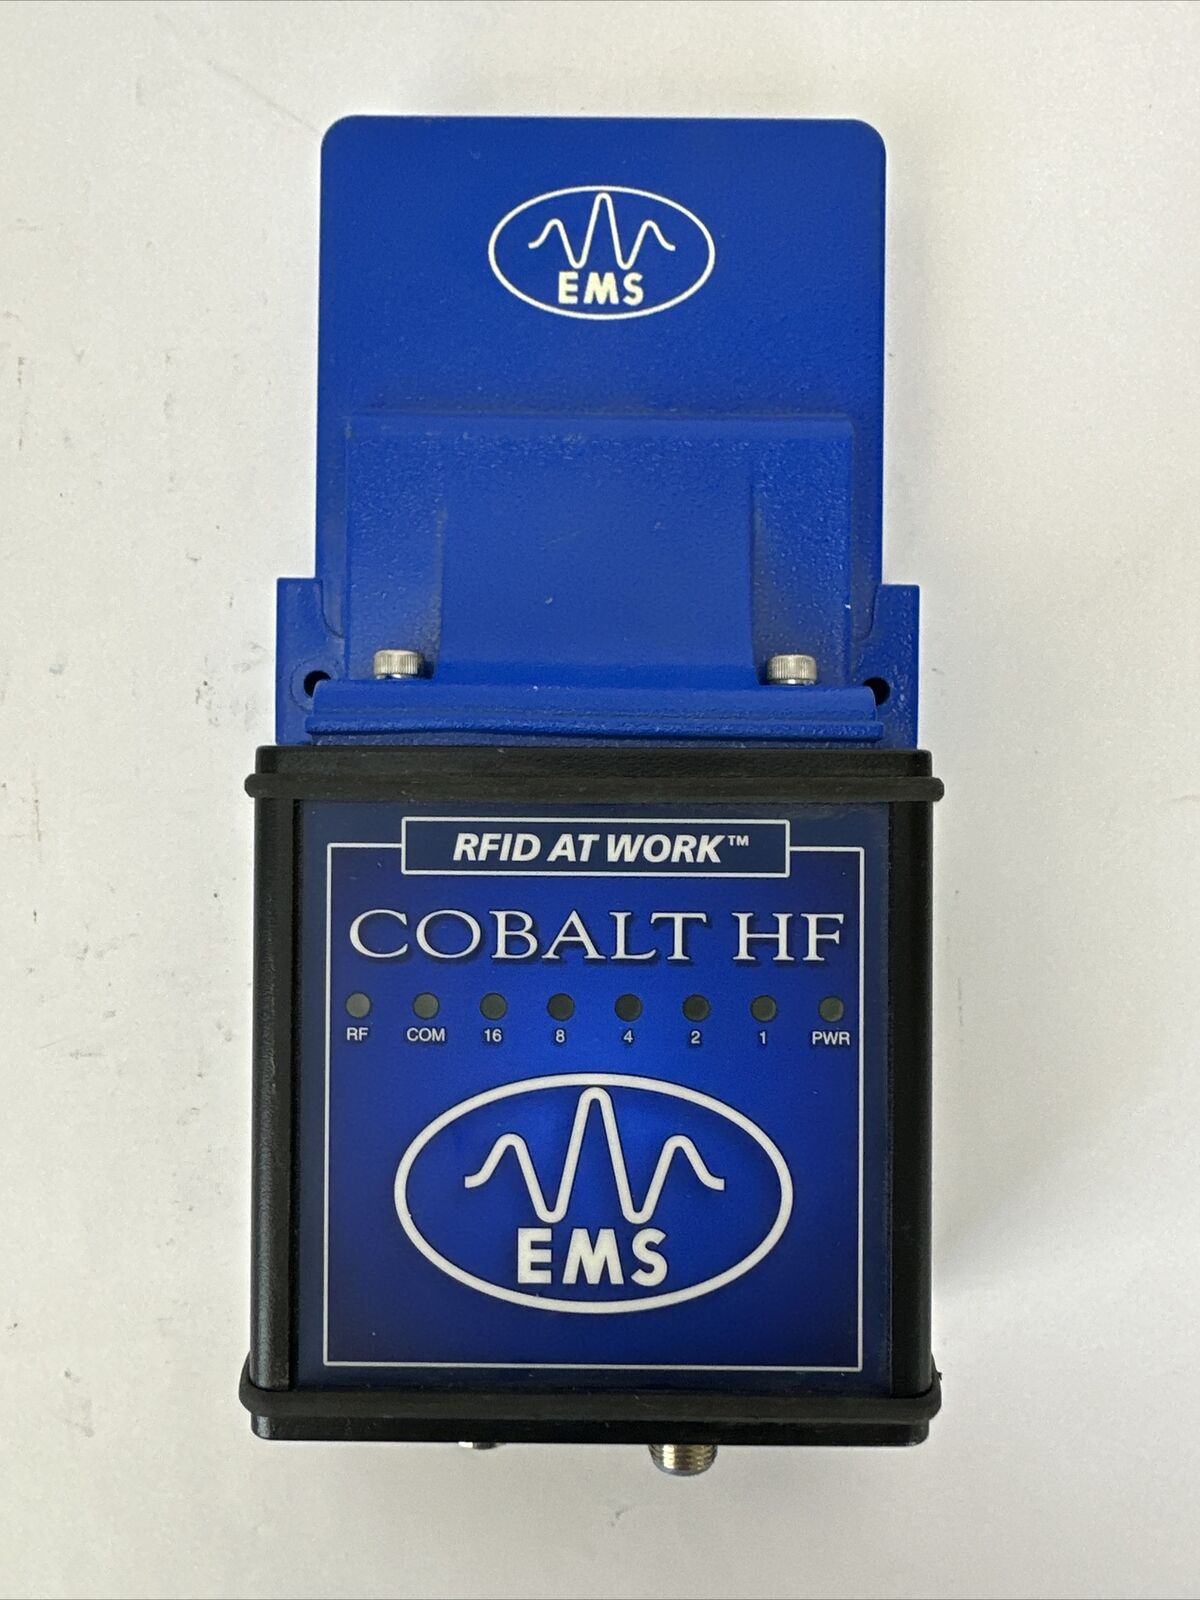 EMS
RFID AT WORK™
COBALT HF
RF COM 16 8 4 2 1 PWR
EMS